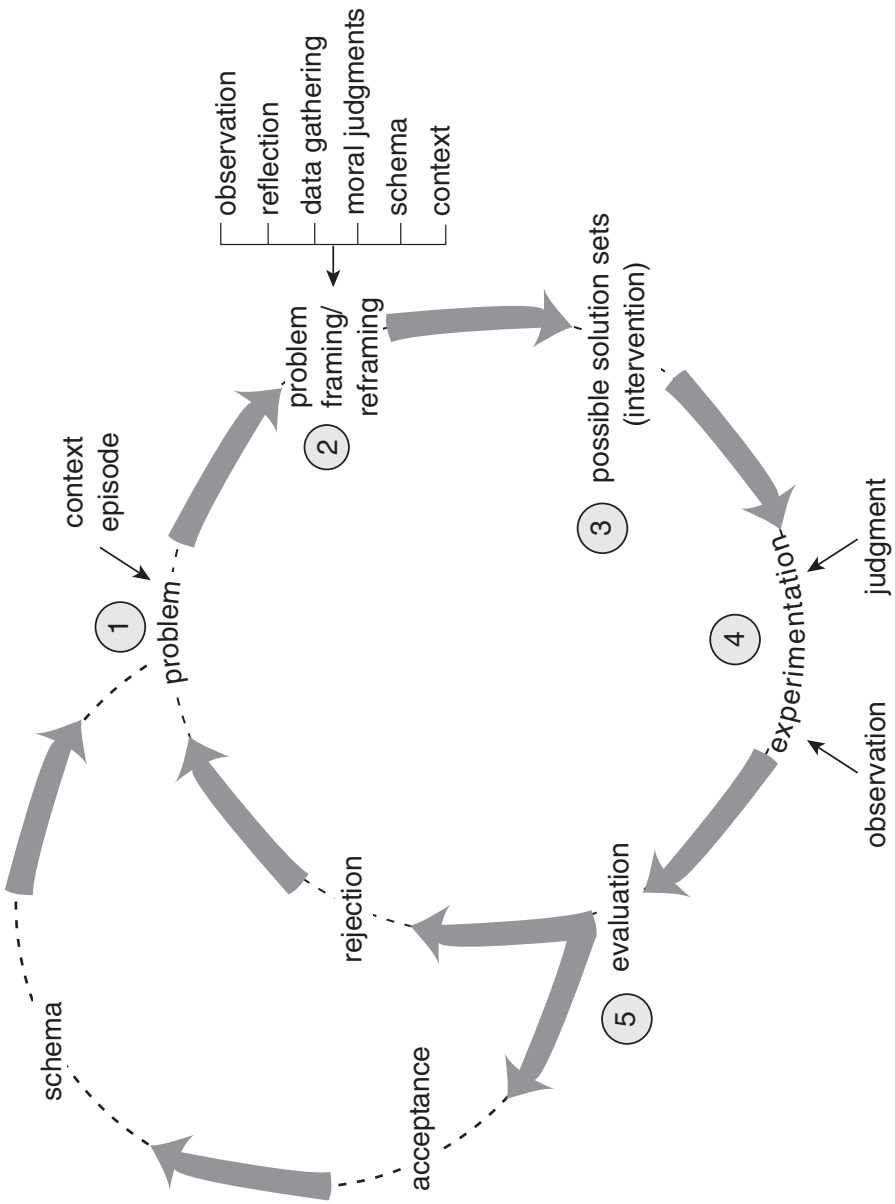 schema
context
episode
1
problem
observation
reflection
data gathering
moral judgments
schema
context
problem
framing/
reframing
2
3
possible solution sets
(intervention)
4
experimentation
judgment
observation
5
evaluation
rejection
acceptance